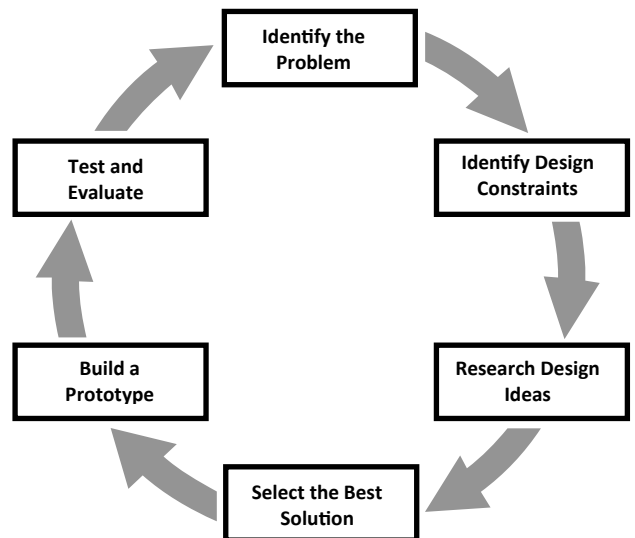 Identify the
Problem
Identify Design
Constraints
Research Design
Ideas
Select the Best
Solution
Build a
Prototype
Test and
Evaluate